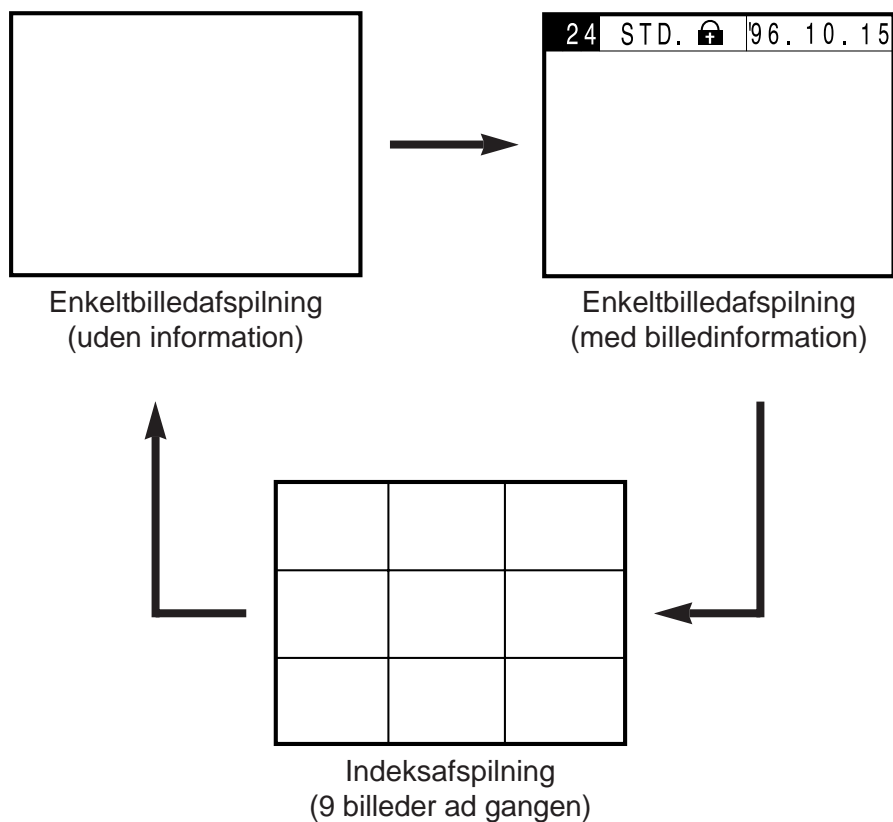 24 STD. '96.10.15
Enkeltbilledafspilning
(uden information)
Enkeltbilledafspilning
(med billedinformation)
Indeksafspilning
(9 billeder ad gangen)